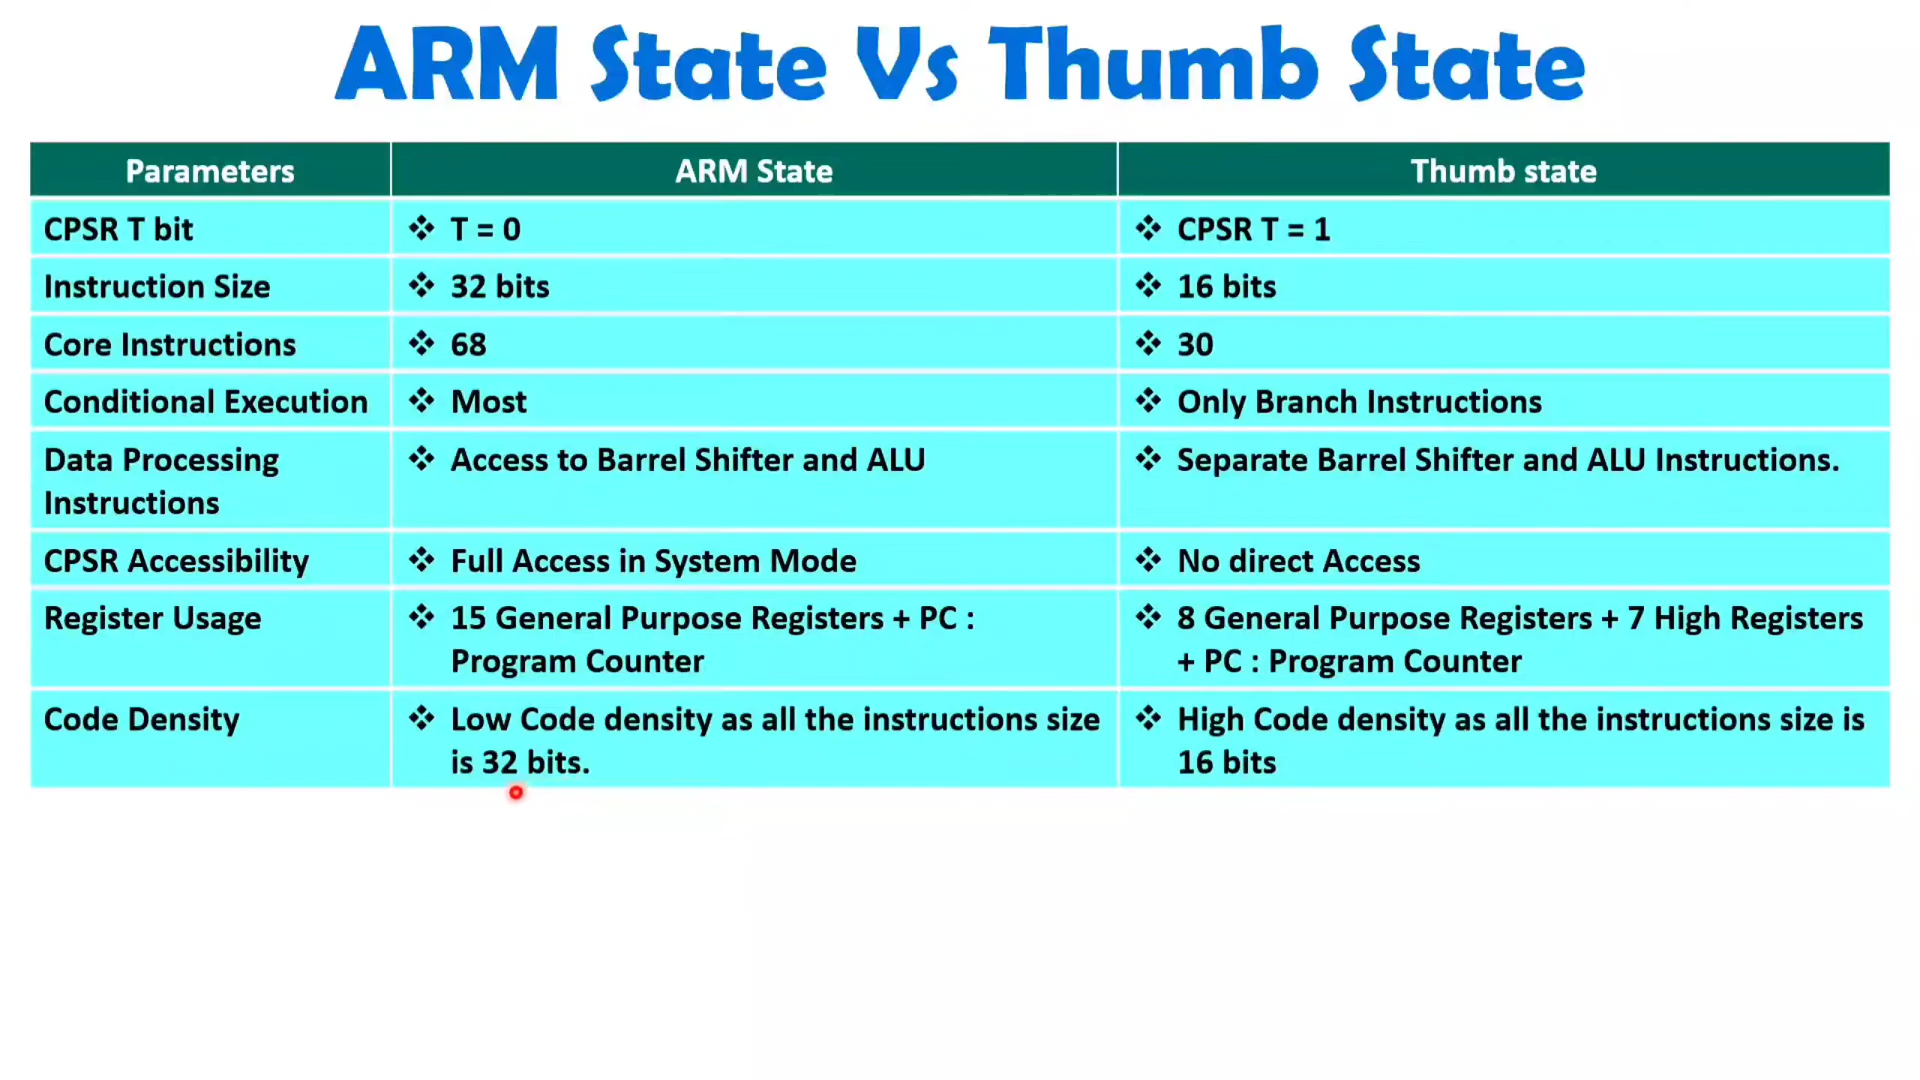 ARM State Vs Thumb State
Parameters
ARM State
Thumb state
CPSR T bit
❖ T = 0
❖ CPSR T = 1
Instruction Size
❖ 32 bits
❖ 16 bits
Core Instructions
❖ 68
❖ 30
Conditional Execution
❖ Most
❖ Only Branch Instructions
Data Processing
Instructions
❖ Access to Barrel Shifter and ALU
❖ Separate Barrel Shifter and ALU Instructions.
CPSR Accessibility
❖ Full Access in System Mode
❖ No direct Access
Register Usage
❖ 15 General Purpose Registers + PC :
Program Counter
❖ 8 General Purpose Registers + 7 High Registers
+ PC : Program Counter
Code Density
❖ Low Code density as all the instructions size
is 32 bits.
❖ High Code density as all the instructions size is
16 bits